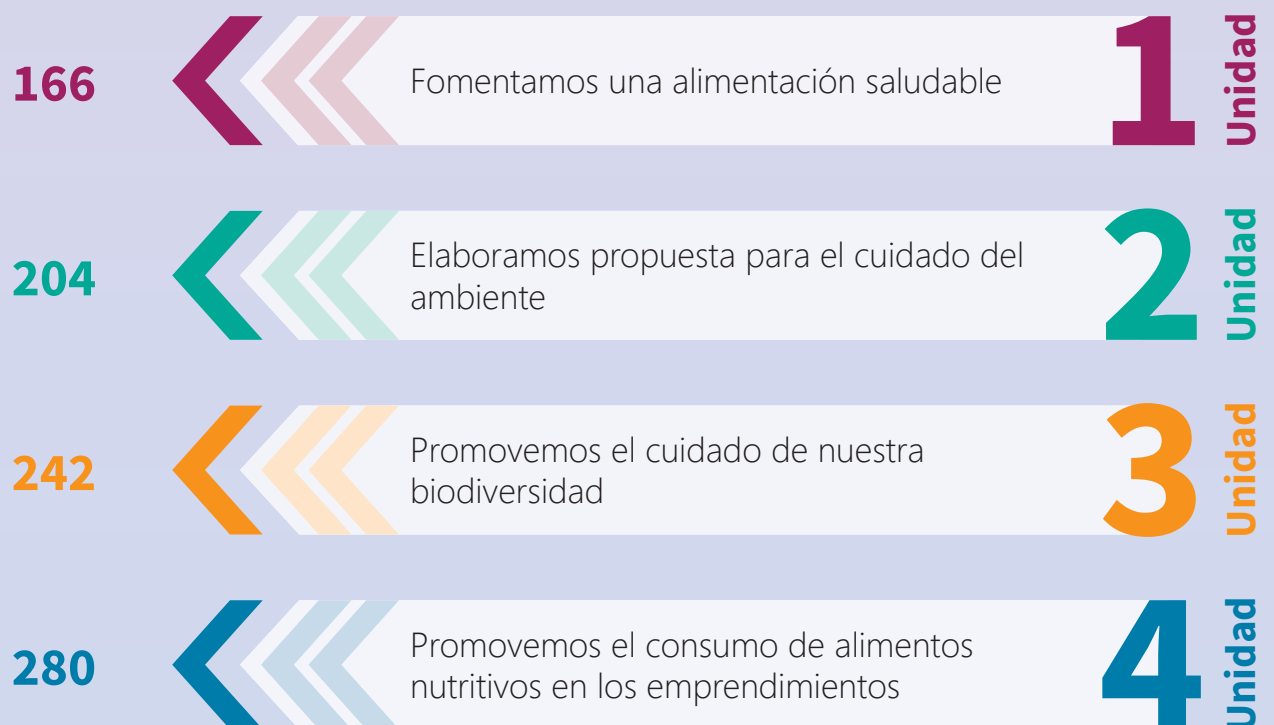 166
Fomentamos una alimentación saludable
1
Unidad
204
Elaboramos propuesta para el cuidado del
ambiente
2
Unidad
242
Promovemos el cuidado de nuestra
biodiversidad
3
Unidad
280
Promovemos el consumo de alimentos
nutritivos en los emprendimientos
4
Unidad